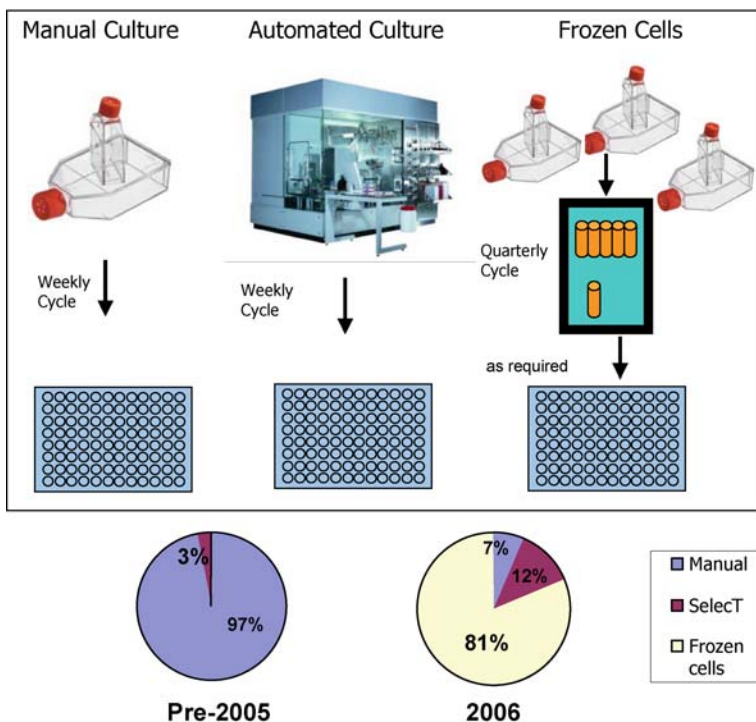 Manual Culture
Automated Culture
Frozen Cells
Weekly
Cycle
Weekly
Cycle
Quarterly
Cycle
as required
3%
97%
7%
12%
81%
Manual
SelecT
Frozen
cells
Pre-2005
2006